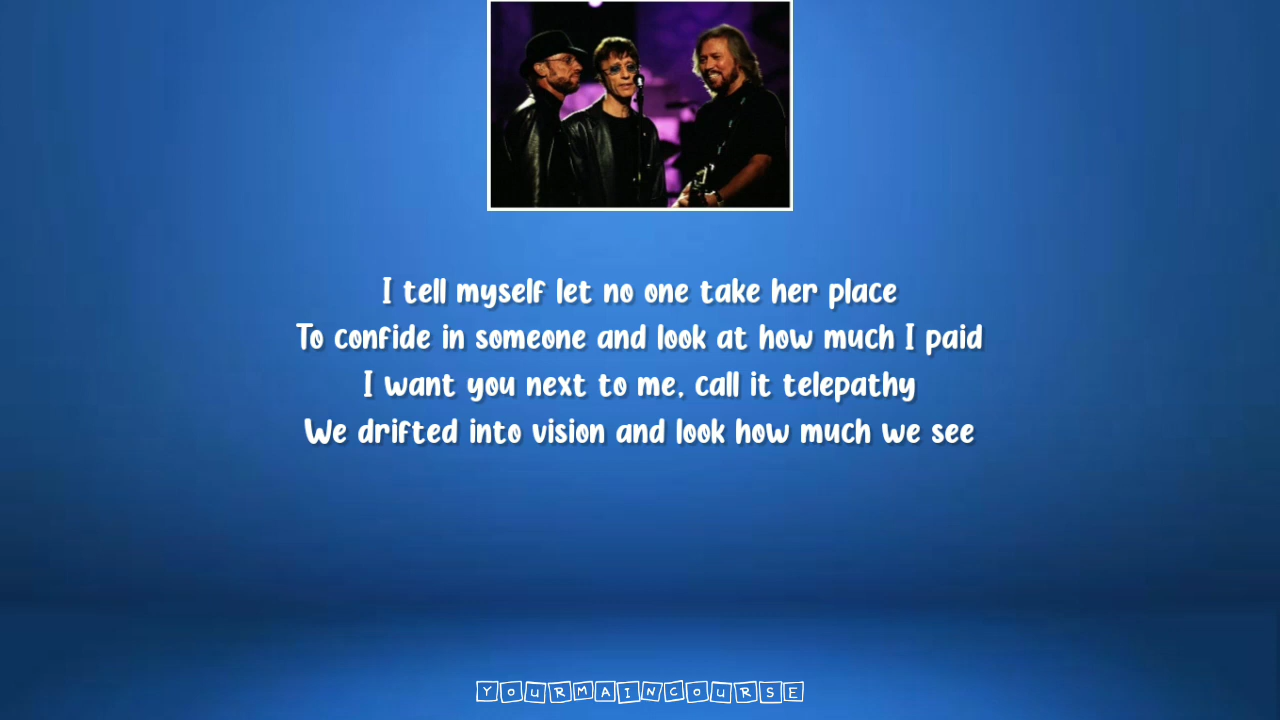 I tell myself let no one take her place
To confide in someone and look at how much I paid
I want you next to me, call it telepathy
We drifted into vision and look how much we see
YOURMAINCOURSE